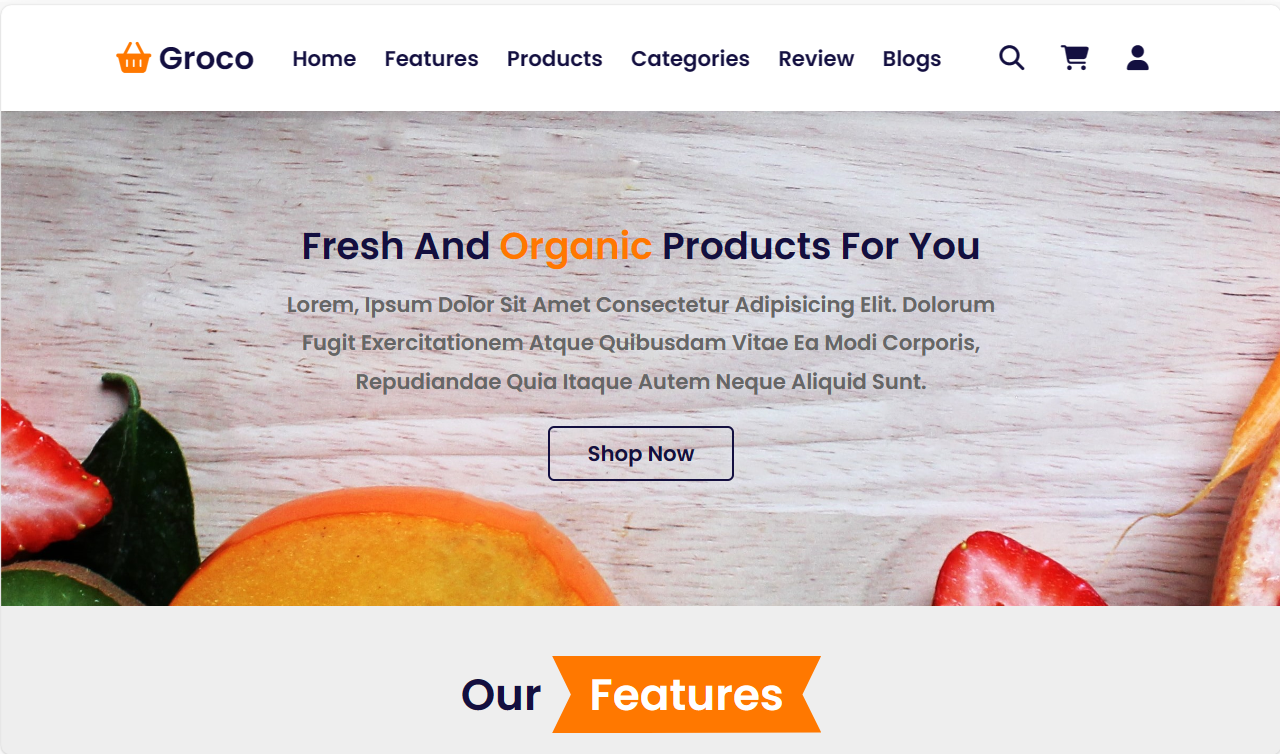 Groco
Home Features Products Categories Review Blogs
Fresh And Organic Products For You
Lorem, Ipsum Dolor Sit Amet Consectetur Adipisicing Elit. Dolorum
Fugit Exercitationem Atque Quibusdam Vitae Ea Modi Corporis,
Repudiandae Quia Itaque Autem Neque Aliquid Sunt.
Shop Now
Our Features